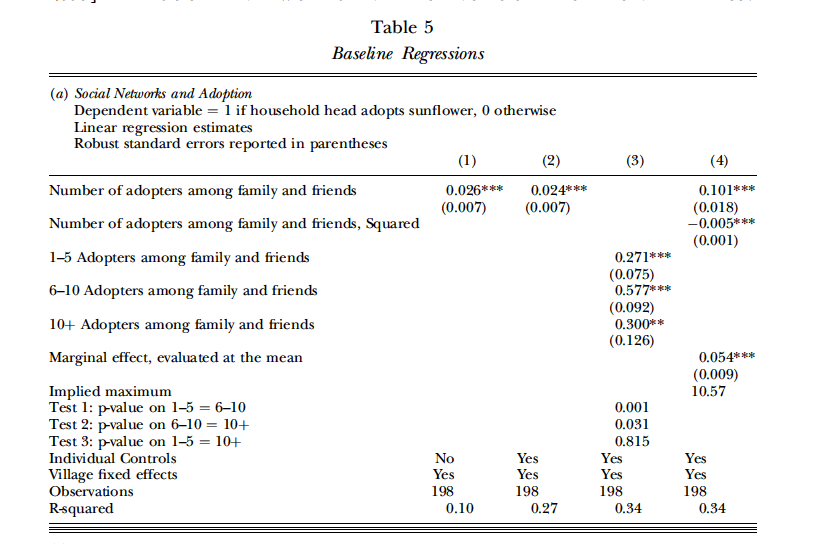 Table 5
Baseline Regressions
(a) Social Networks and Adoption
Dependent variable = 1 if household head adopts sunflower, 0 otherwise
Linear regression estimates
Robust standard errors reported in parentheses
(1) (2) (3) (4)
Number of adopters among family and friends 0.026*** 0.024*** 0.101***
(0.007) (0.007) (0.018)
Number of adopters among family and friends, Squared −0.005***
(0.001)
1–5 Adopters among family and friends 0.271***
(0.075)
6–10 Adopters among family and friends 0.577***
(0.092)
10+ Adopters among family and friends 0.300**
(0.126)
Marginal effect, evaluated at the mean 0.054***
(0.009)
Implied maximum 10.57
Test 1: p-value on 1–5 = 6–10 0.001
Test 2: p-value on 6–10 = 10+ 0.031
Test 3: p-value on 1–5 = 10+ 0.815
Individual Controls No Yes Yes Yes
Village fixed effects Yes Yes Yes Yes
Observations 198 198 198 198
R-squared 0.10 0.27 0.34 0.34